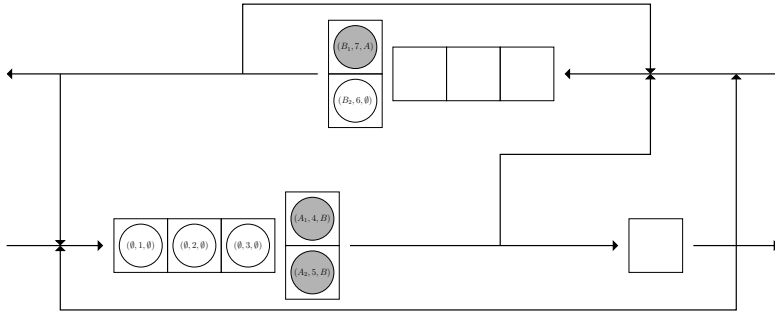 (B₁, 7, A)
(B₂, 6, ∅)
(A₁, 4, B)
(∅, 1, ∅) (∅, 2, ∅) (∅, 3, ∅)
(A₂, 5, B)